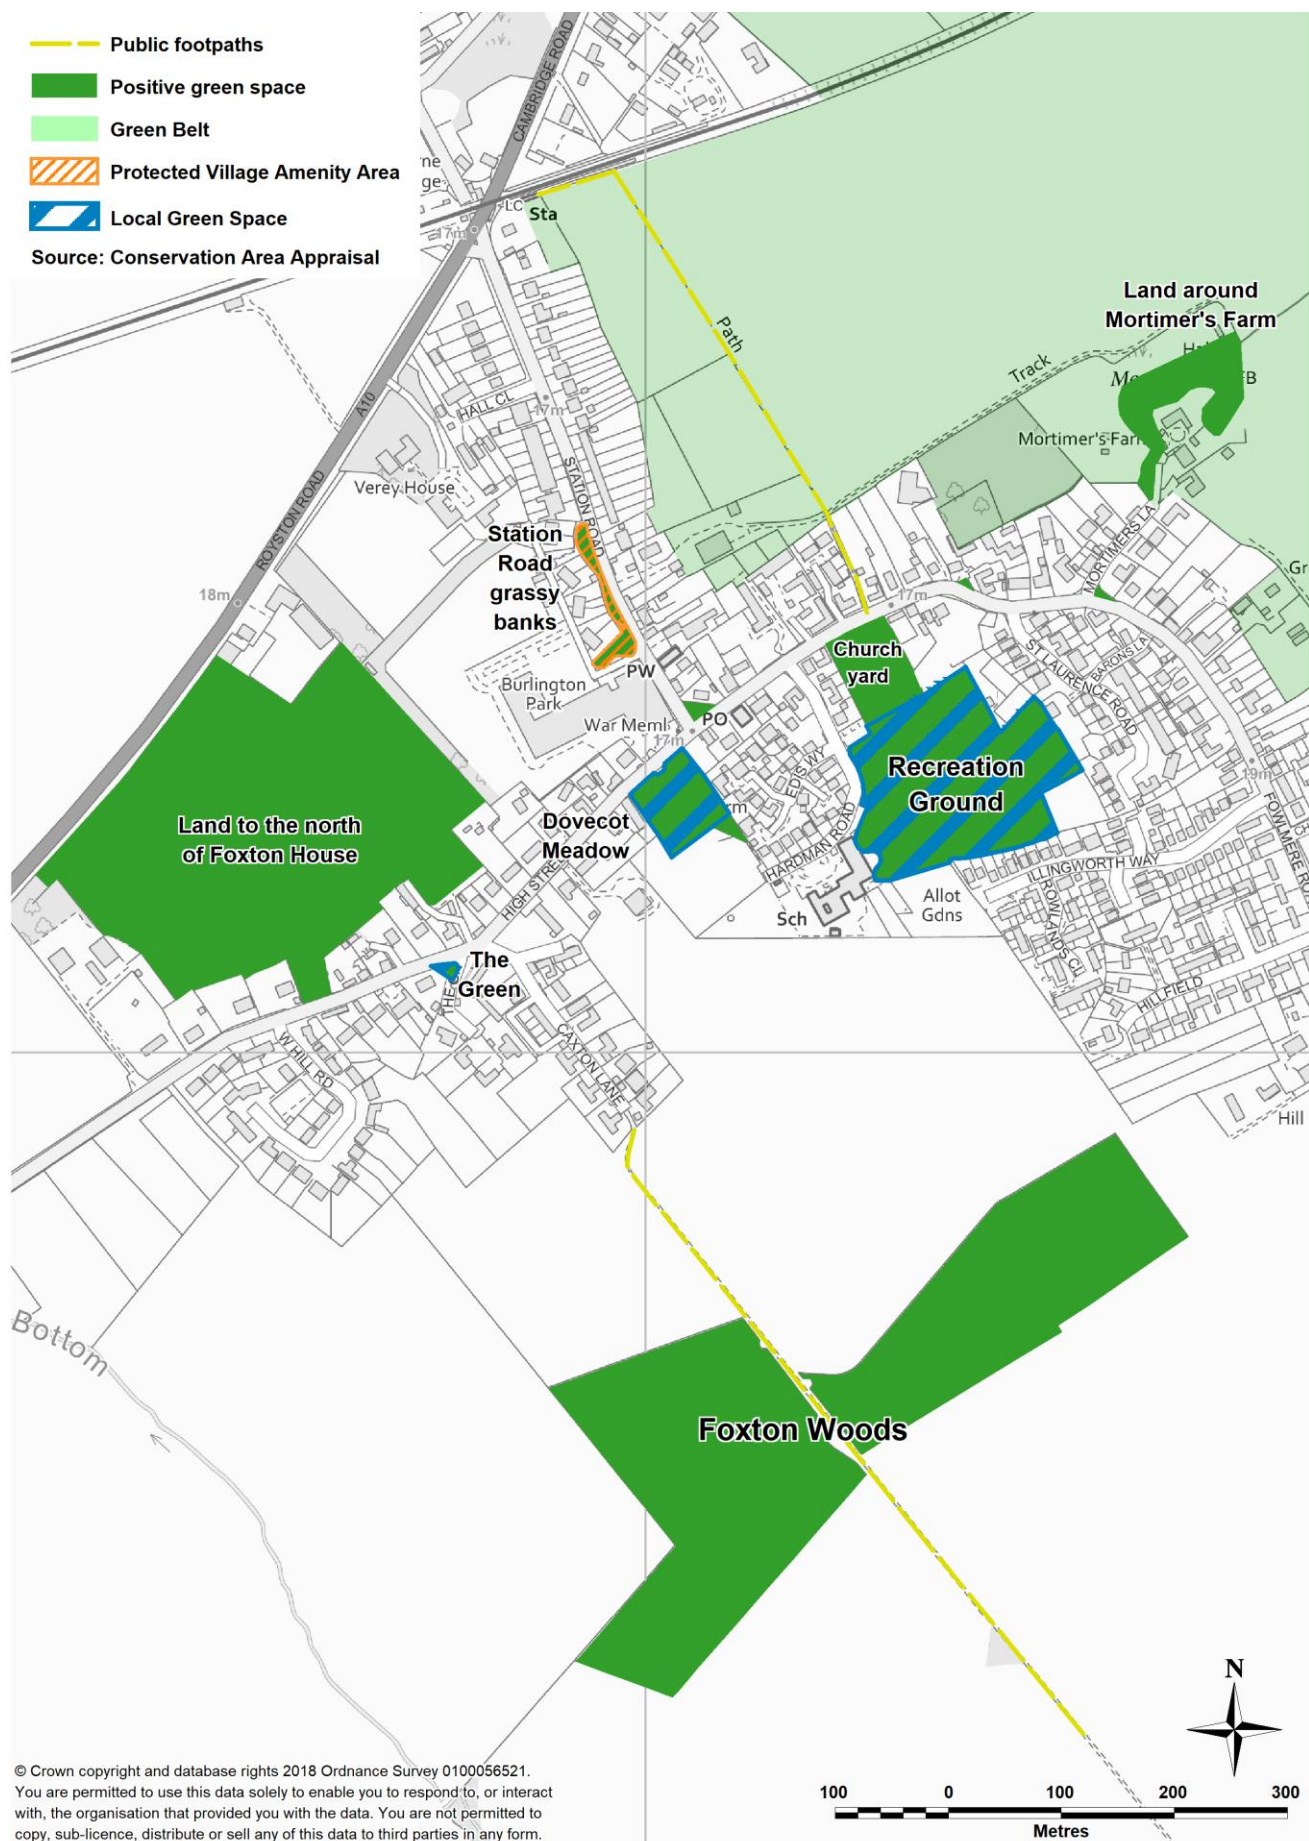 Public footpaths
Positive green space
Green Belt
Protected Village Amenity Area
Local Green Space
Source: Conservation Area Appraisal
CAMBRIDGE ROAD
LC
Sta
17m
Land around
Mortimer's Farm
Path
Track
FB
A10
HALL CL
17m
Mortimer's Farm
STATION ROAD
Verey House
ROYSTON ROAD
Station
Road
grassy
banks
MORTIMERS LA
18m
17m
Church
yard
ST LAURENCE ROAD
BARONS LA
PW
Burlington
Park
War Meml
PO
17m
EDIS WY
Recreation
Ground
19m
FOWLMERE RD
Dovecot
Meadow
Land to the north
of Foxton House
HARDMAN ROAD
ILLINGWORTH WAY
HIGH STREET
Allot
Gdns
Sch
ROWLANDS CL
The
Green
HILLFIELD
CAXTON LANE
W HILL RD
Hill
Bottom
Foxton Woods
N
© Crown copyright and database rights 2018 Ordnance Survey 0100056521.
You are permitted to use this data solely to enable you to respond to, or interact
with, the organisation that provided you with the data. You are not permitted to
copy, sub-licence, distribute or sell any of this data to third parties in any form.
100 0 100 200 300
Metres